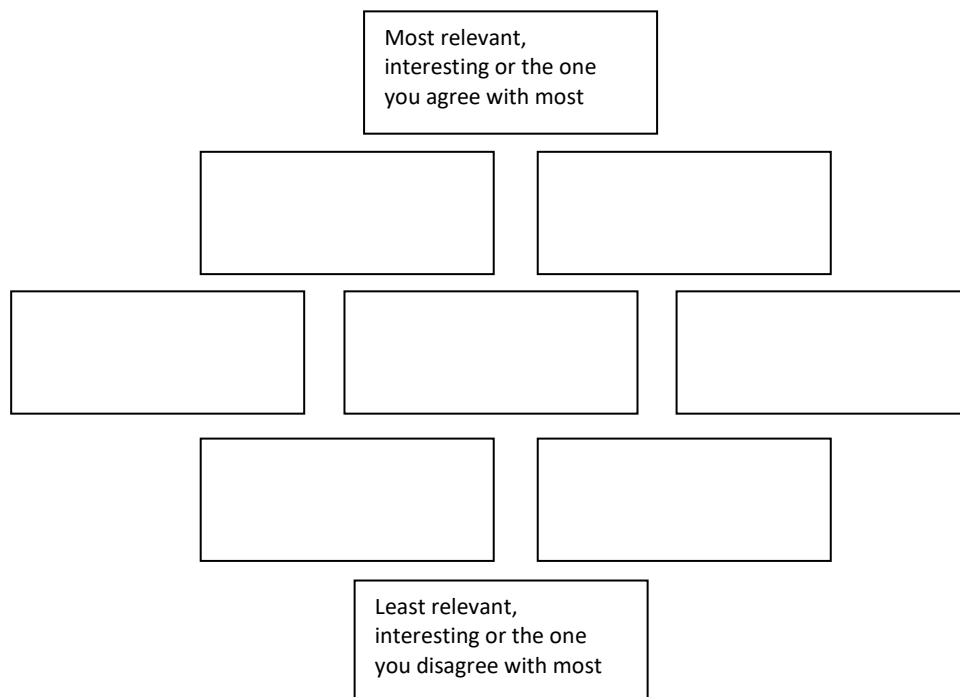 Most relevant,
interesting or the one
you agree with most
Least relevant,
interesting or the one
you disagree with most